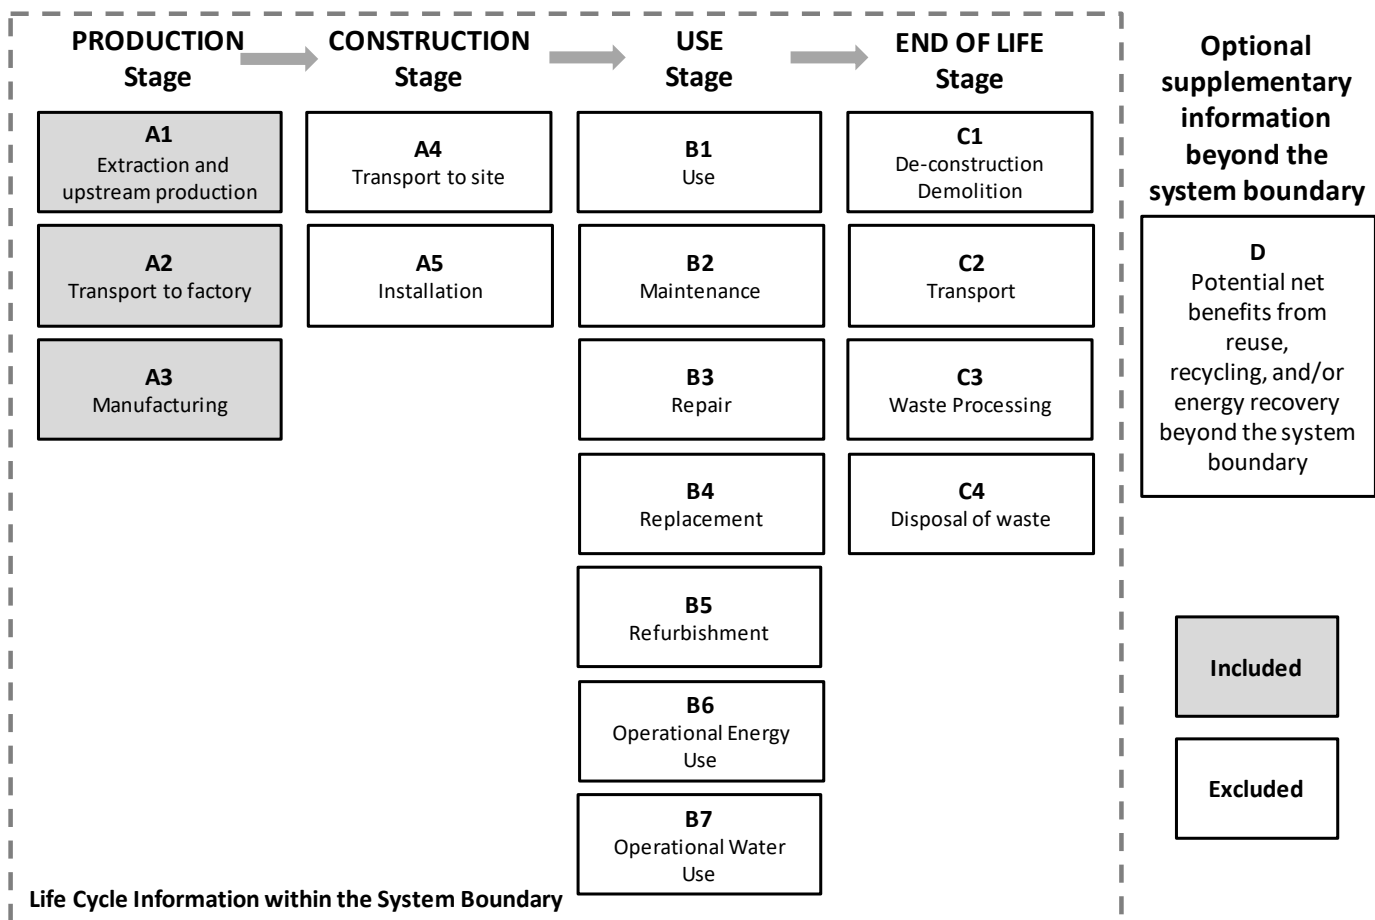 PRODUCTION
Stage
CONSTRUCTION
Stage
USE
Stage
END OF LIFE
Stage
Optional
supplementary
information
beyond the
system boundary
A1
Extraction and
upstream production
A2
Transport to factory
A3
Manufacturing
A4
Transport to site
A5
Installation
B1
Use
B2
Maintenance
B3
Repair
B4
Replacement
B5
Refurbishment
B6
Operational Energy
Use
B7
Operational Water
Use
C1
De-construction
Demolition
C2
Transport
C3
Waste Processing
C4
Disposal of waste
D
Potential net
benefits from
reuse,
recycling, and/or
energy recovery
beyond the system
boundary
Included
Excluded
Life Cycle Information within the System Boundary